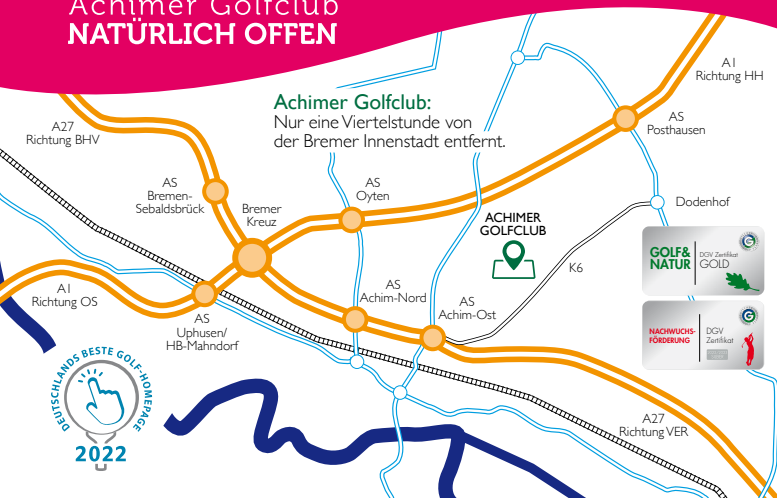 Achimer Golfclub
NATÜRLICH OFFEN
A1
Richtung HH
Achimer Golfclub:
Nur eine Viertelstunde von
der Bremer Innenstadt entfernt.
A27
Richtung BHV
AS
Posthausen
AS
Bremen-
Sebaldsbrück
AS
Oyten
Bremer
Kreuz
Dodenhof
ACHIMER
GOLFCLUB
GOLF&
NATUR
DGV Zertifikat
GOLD
K6
A1
Richtung OS
AS
Achim-Nord
AS
Achim-Ost
AS
Uphusen/
HB-Mahndorf
NACHWUCHS-
FÖRDERUNG
DGV
Zertifikat
DEUTSCHLANDS BESTE GOLF-HOMEPAGE
2022
A27
Richtung VER